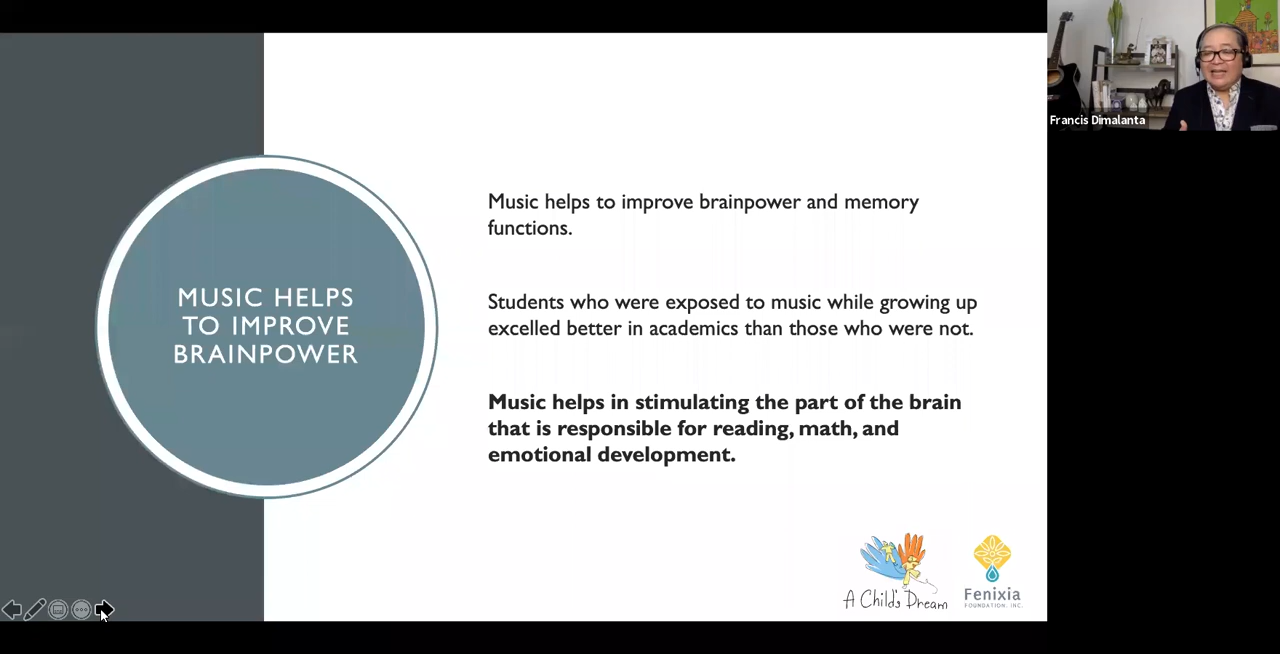 Francis Dimalanta
MUSIC HELPS
TO IMPROVE
BRAINPOWER
Music helps to improve brainpower and memory
functions.
Students who were exposed to music while growing up
excelled better in academics than those who were not.
Music helps in stimulating the part of the brain
that is responsible for reading, math, and
emotional development.
A Child's Dream
Fenixia
FOUNDATION, INC.